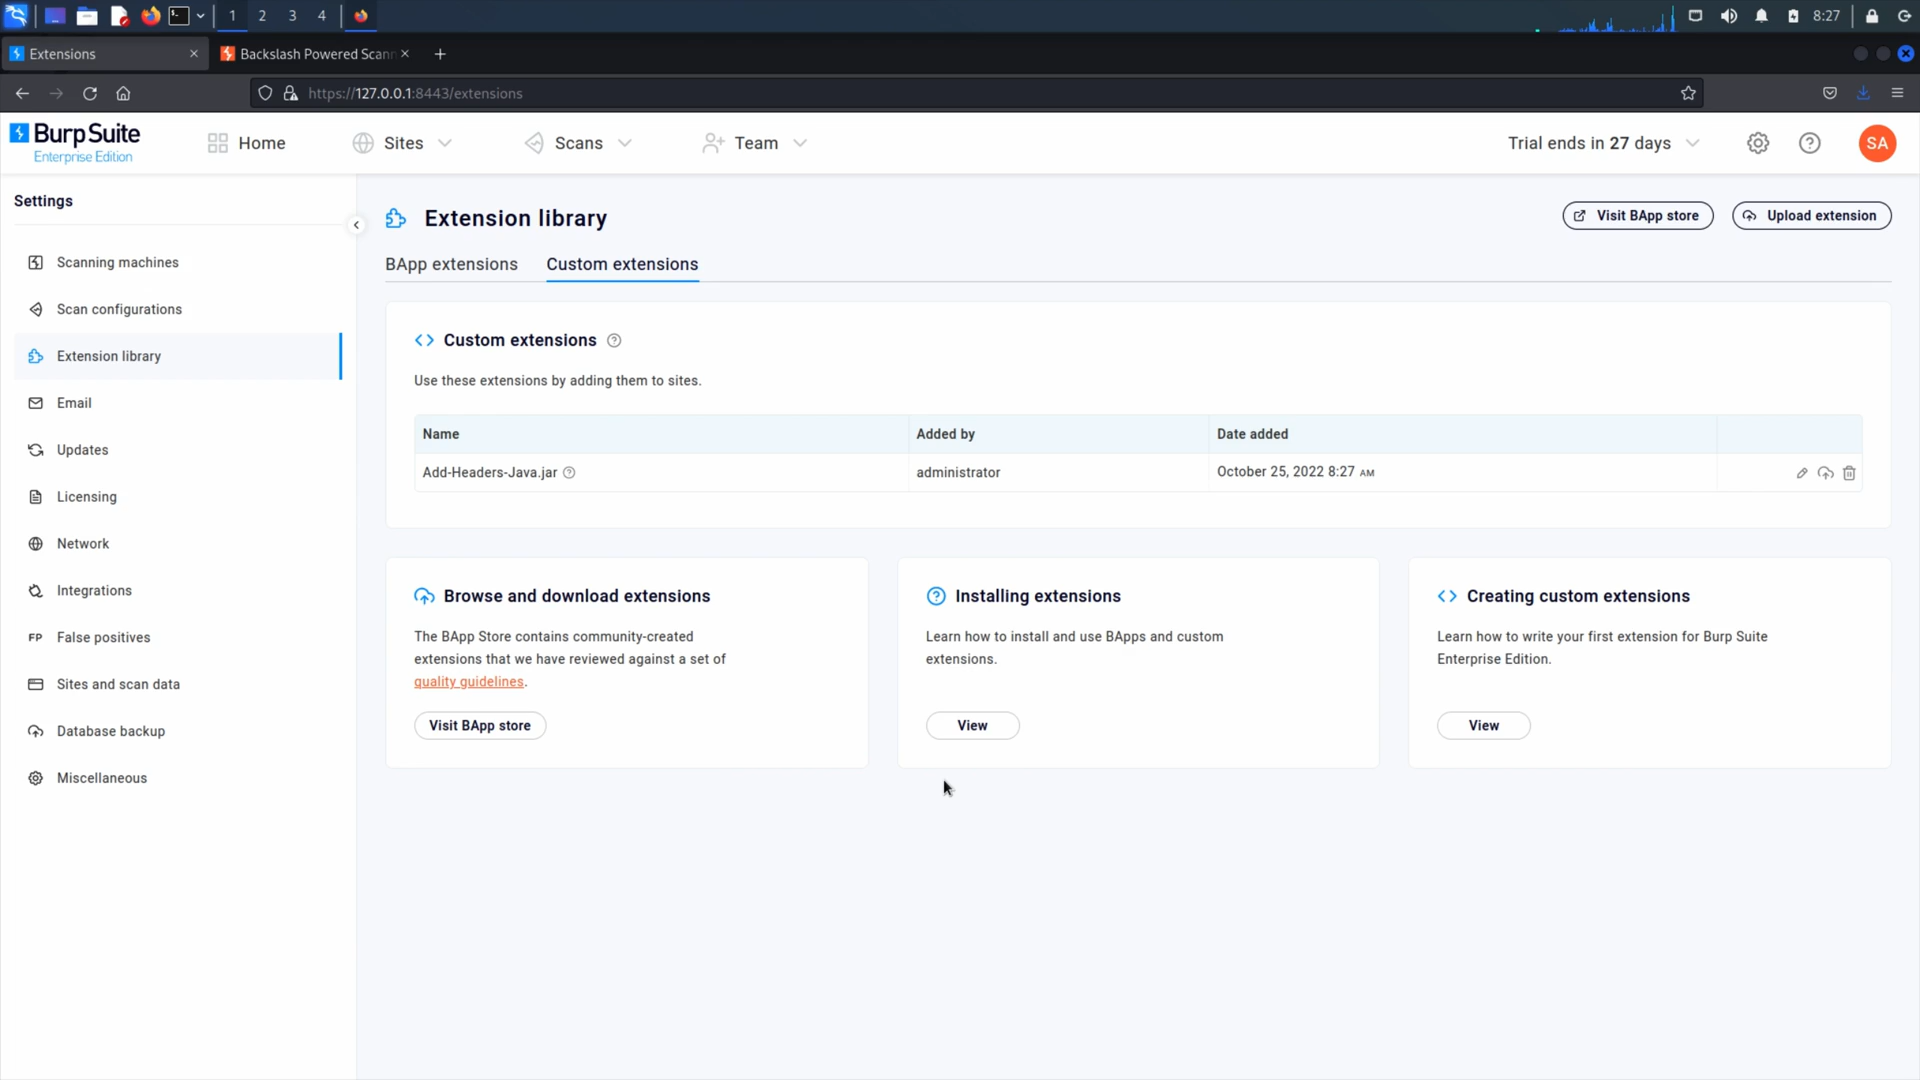 1 2 3 4 8:27
Extensions Backslash Powered Scann
https://127.0.0.1:8443/extensions
Burp Suite
Enterprise Edition
Home Sites Scans Team Trial ends in 27 days SA
Settings
Scanning machines
Scan configurations
Extension library
Email
Updates
Licensing
Network
Integrations
FP False positives
Sites and scan data
Database backup
Miscellaneous
Extension library
Visit BApp store Upload extension
BApp extensions Custom extensions
Custom extensions
Use these extensions by adding them to sites.
Name Added by Date added
Add-Headers-Java.jar administrator October 25, 2022 8:27 AM
Browse and download extensions
The BApp Store contains community-created
extensions that we have reviewed against a set of
quality guidelines.
Visit BApp store
Installing extensions
Learn how to install and use BApps and custom
extensions.
View
Creating custom extensions
Learn how to write your first extension for Burp Suite
Enterprise Edition.
View